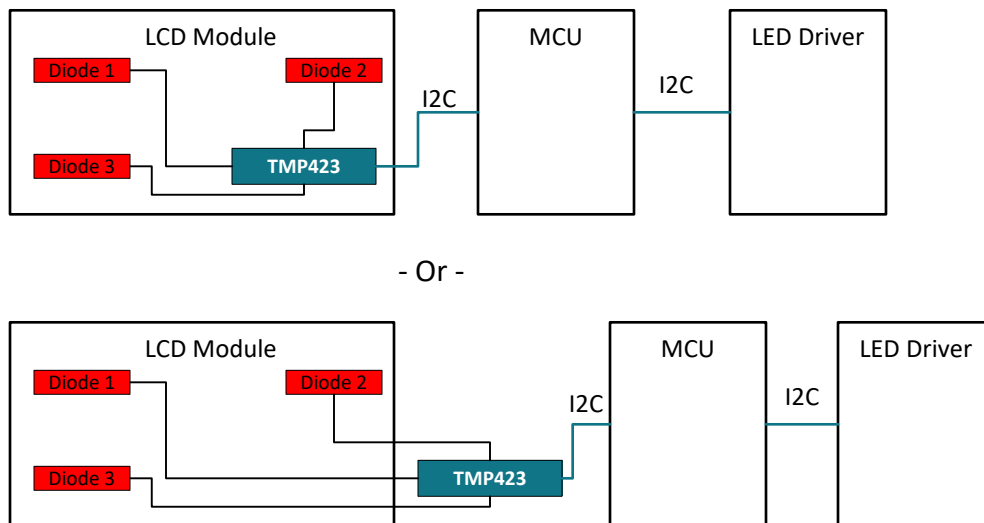 LCD Module
MCU
LED Driver
Diode 1
Diode 2
I2C
I2C
Diode 3
TMP423
- Or -
LCD Module
MCU
LED Driver
Diode 1
Diode 2
I2C
I2C
Diode 3
TMP423